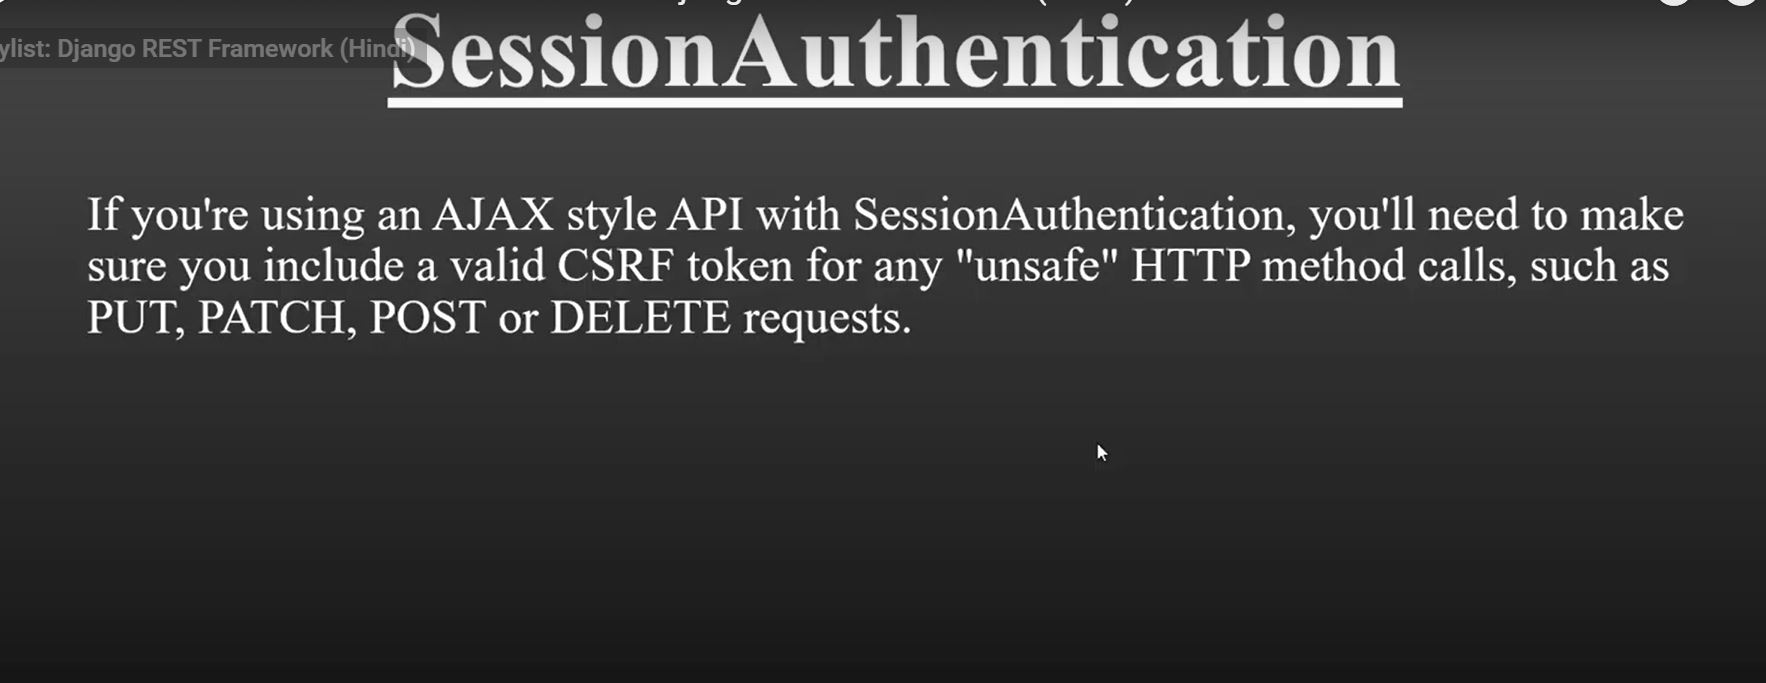 ylist: Django REST Framework (Hindi)
SessionAuthentication
If you're using an AJAX style API with SessionAuthentication, you'll need to make
sure you include a valid CSRF token for any "unsafe" HTTP method calls, such as
PUT, PATCH, POST or DELETE requests.